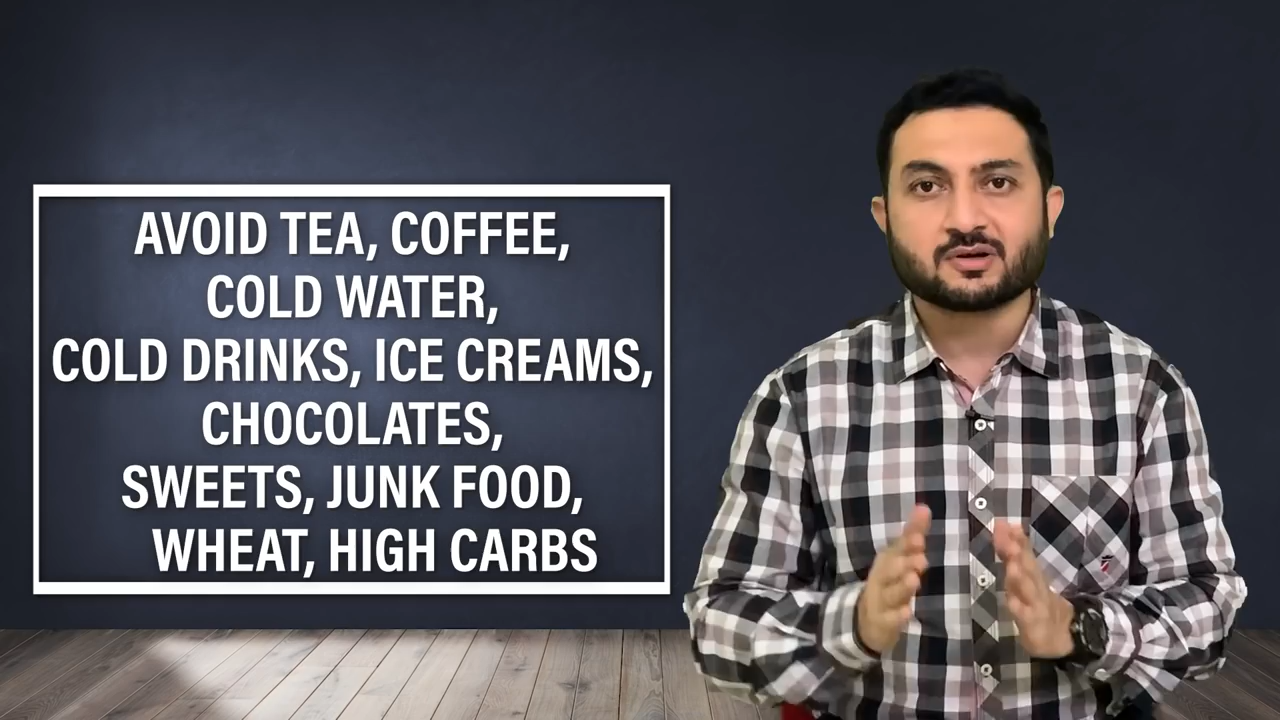 AVOID TEA, COFFEE,
COLD WATER,
COLD DRINKS, ICE CREAMS,
CHOCOLATES,
SWEETS, JUNK FOOD,
WHEAT, HIGH CARBS